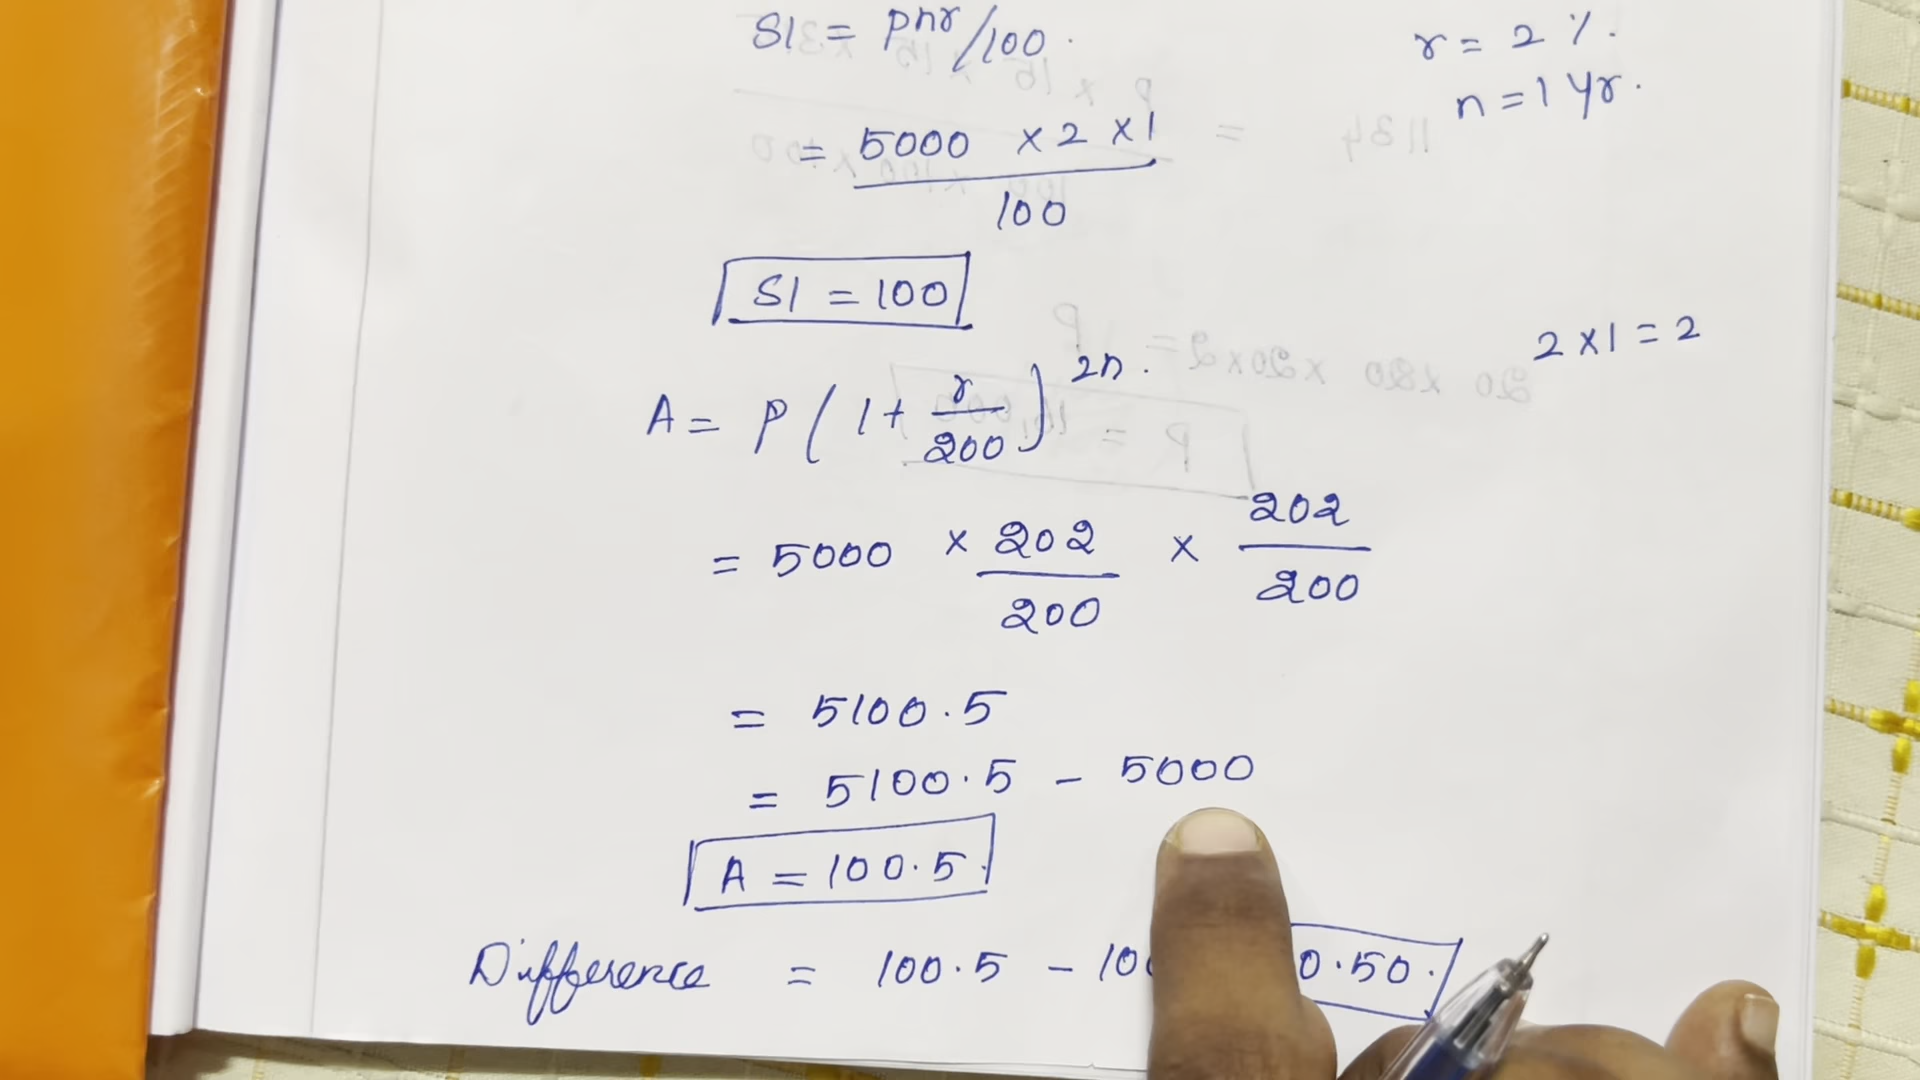 SI = pnr/100.
r = 2 %.
n = 1 yr.
= 5000 × 2 × 1
100
SI = 100
2 × 1 = 2
A = P ( 1 + r/200 )^2n.
= 5000 × 202/200 × 202/200
= 5100.5
= 5100.5 - 5000
A = 100.5.
Difference = 100.5 - 0.50.